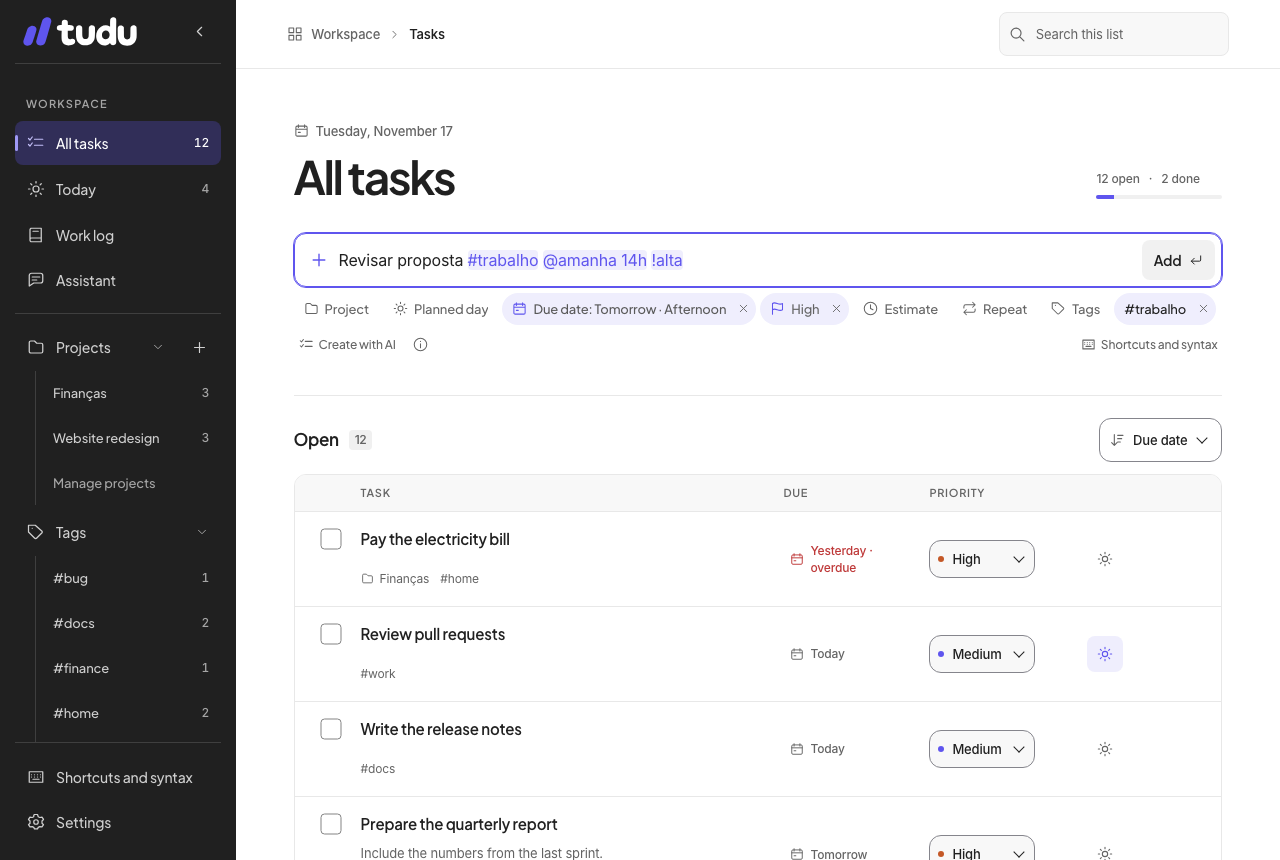 tudu
Workspace > Tasks
Search this list
WORKSPACE
All tasks 12
Today 4
Work log
Assistant
Projects
Finanças 3
Website redesign 3
Manage projects
Tags
#bug 1
#docs 2
#finance 1
#home 2
Shortcuts and syntax
Settings
Tuesday, November 17
All tasks
12 open · 2 done
Revisar proposta #trabalho @amanha 14h !alta
Add
Project Planned day Due date: Tomorrow · Afternoon High Estimate Repeat Tags #trabalho
Create with AI
Shortcuts and syntax
Open 12
Due date
TASK DUE PRIORITY
Pay the electricity bill
Finanças #home
Yesterday ·
overdue
High
Review pull requests
#work
Today
Medium
Write the release notes
#docs
Today
Medium
Prepare the quarterly report
Include the numbers from the last sprint.
Tomorrow
High